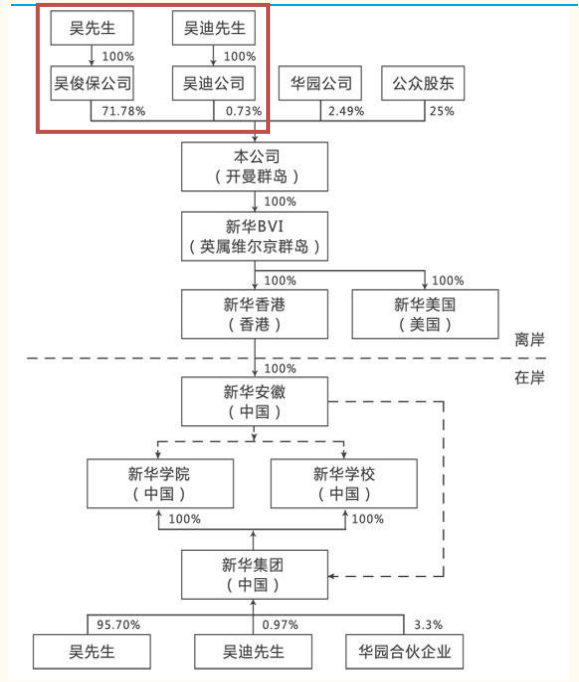 吴先生
吴迪先生
100%
100%
吴俊保公司
吴迪公司
华园公司
公众股东
71.78%
0.73%
2.49%
25%
本公司
（开曼群岛）
100%
新华BVI
（英属维尔京群岛）
100%
100%
新华香港
（香港）
新华美国
（美国）
离岸
在岸
100%
新华安徽
（中国）
新华学院
（中国）
新华学校
（中国）
100%
100%
新华集团
（中国）
95.70%
0.97%
3.3%
吴先生
吴迪先生
华园合伙企业